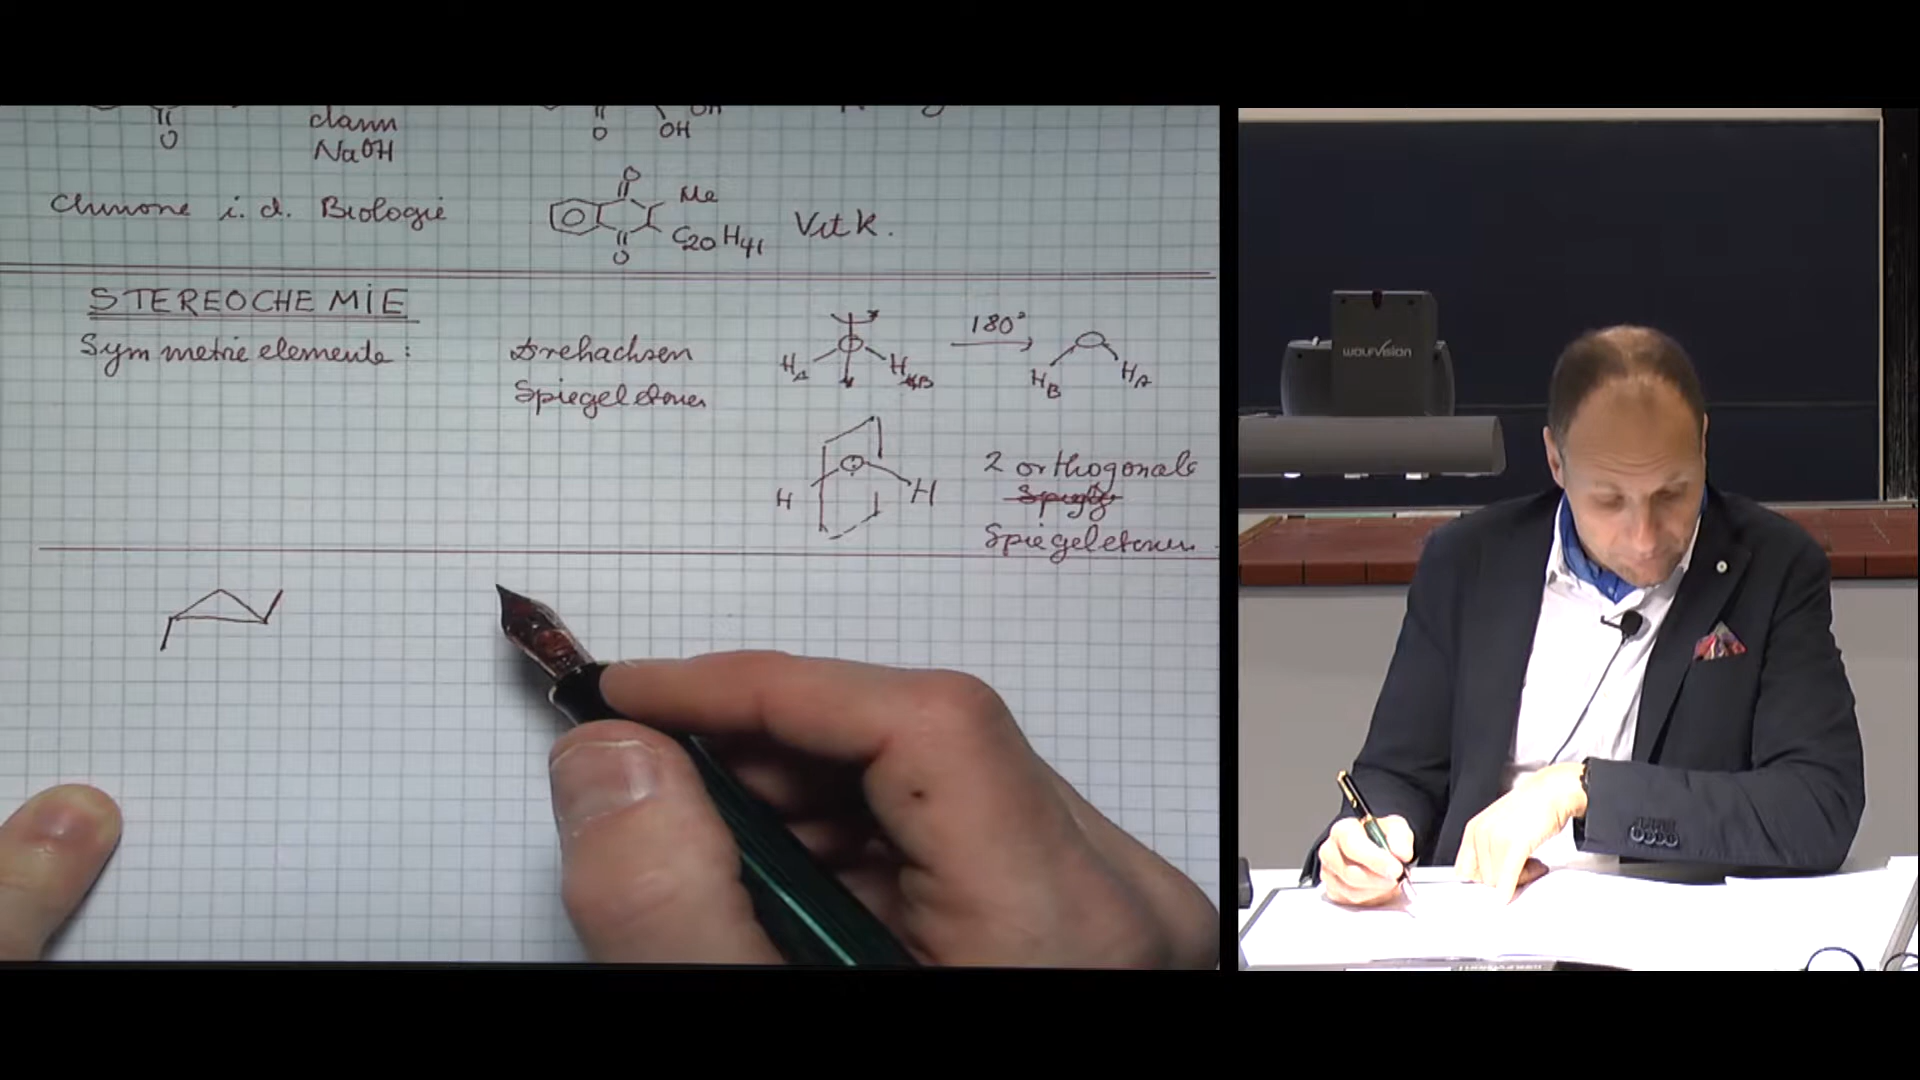 O dann O OH OH
NaOH
Chinone i. d. Biologie O O Me C20H41 Vit K.
STEREOCHEMIE
Symmetrieelemente: Drehachsen HA HB 180° HB HA
Spiegelebenen
H H 2 orthogonale
Spiegelebenen
WOLFVISION